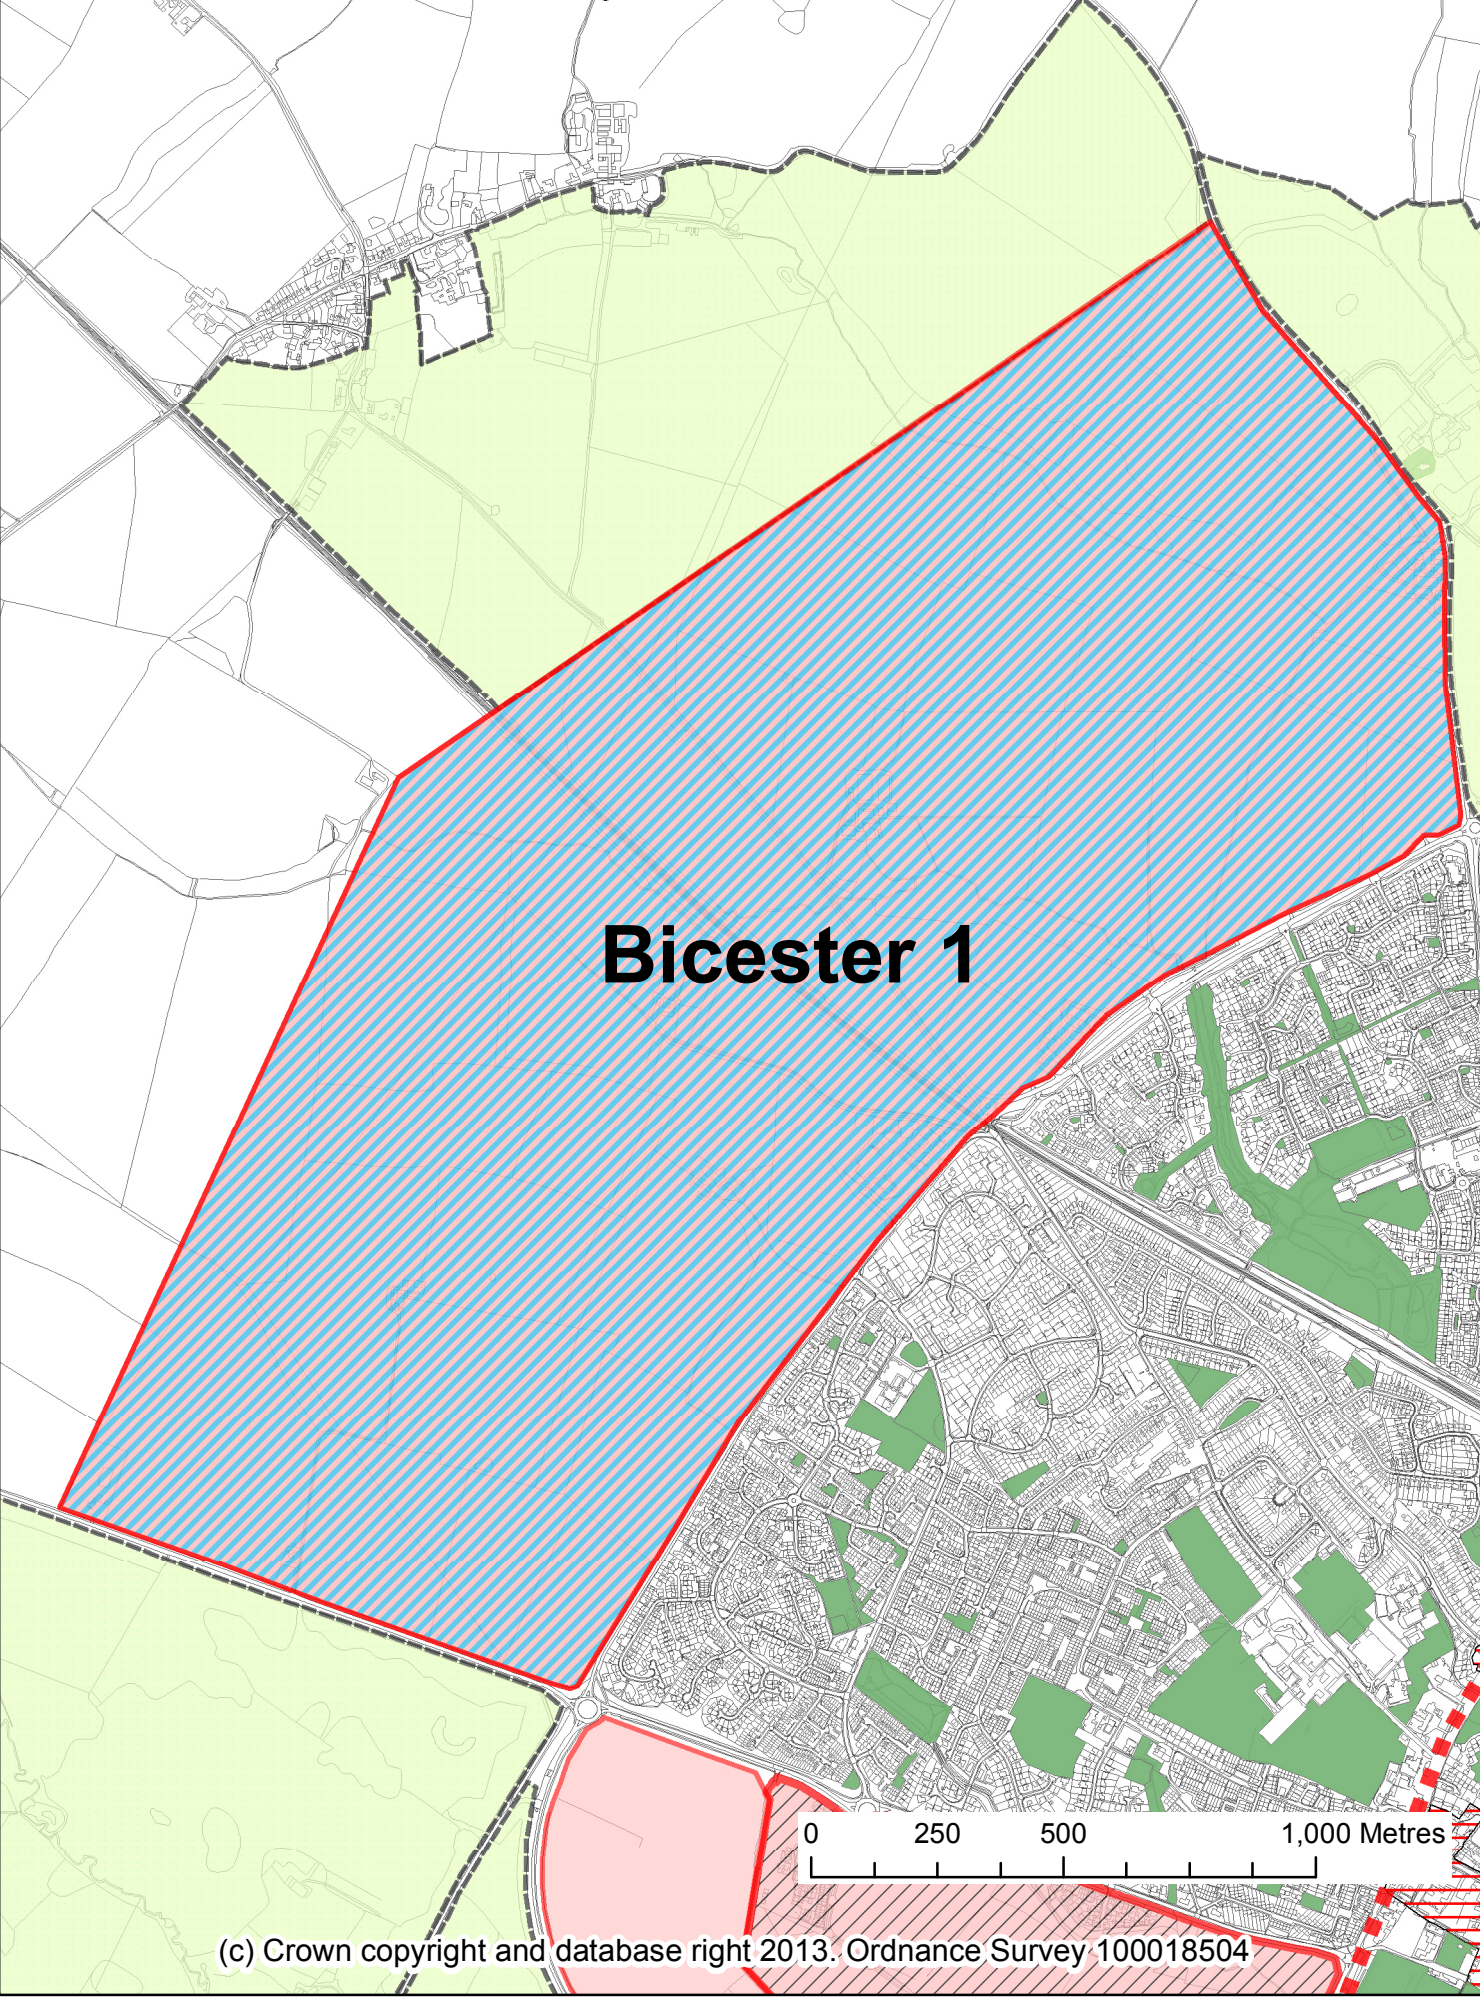 Bicester 1
0 250 500 1,000 Metres
(c) Crown copyright and database right 2013. Ordnance Survey 100018504